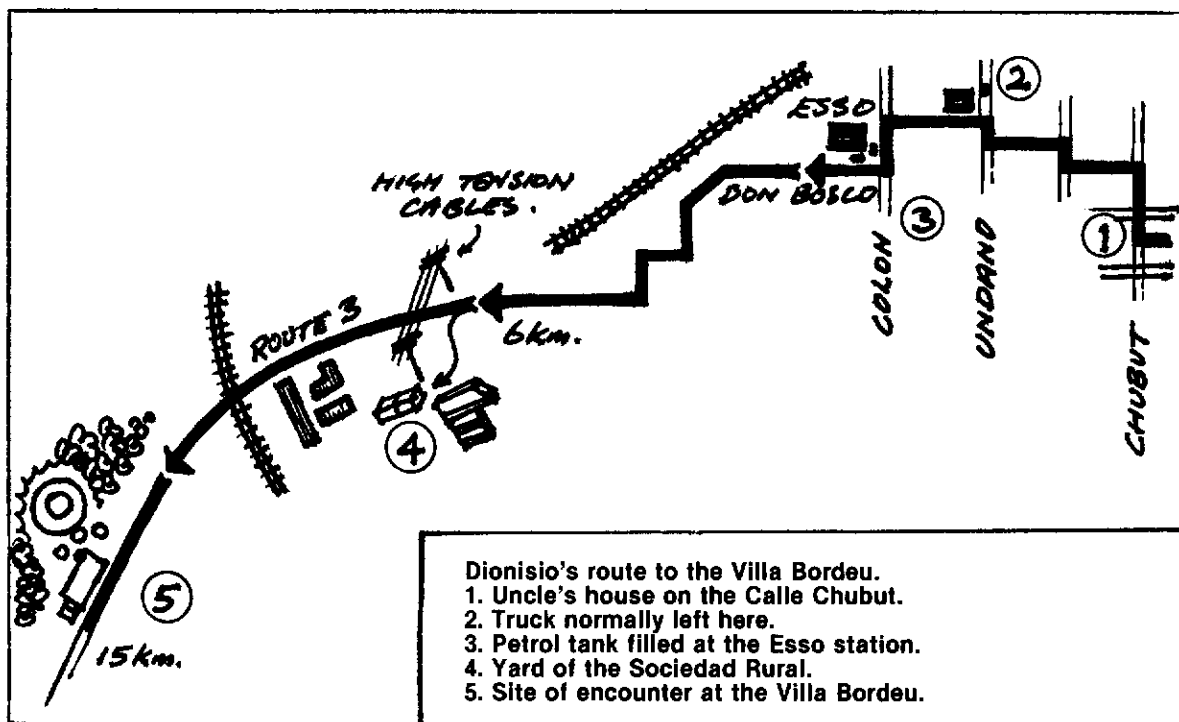 ②
ESSO
HIGH TENSION
CABLES.
DON BOSCO
③
①
COLON
UNDANO
CHUBUT
ROUTE 3
6km.
④
⑤
15km.
Dionisio's route to the Villa Bordeu.
1. Uncle's house on the Calle Chubut.
2. Truck normally left here.
3. Petrol tank filled at the Esso station.
4. Yard of the Sociedad Rural.
5. Site of encounter at the Villa Bordeu.